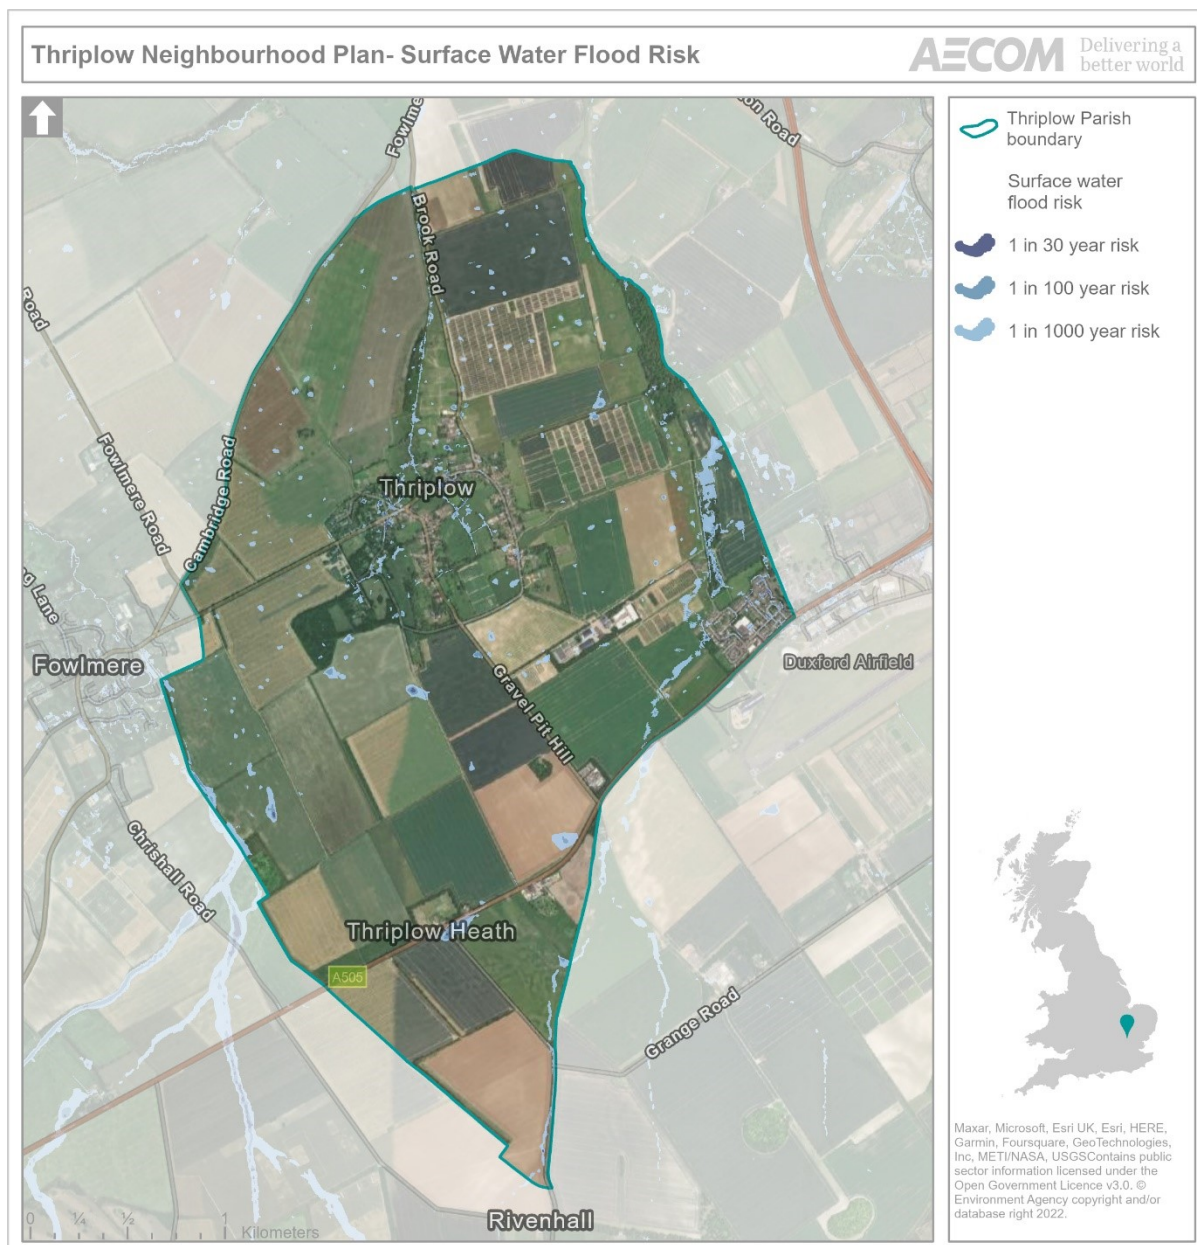 Thriplow Neighbourhood Plan- Surface Water Flood Risk
AECOM
Delivering a
better world
Fowlme
on Road
Brook Road
Road
Fowlmere Road
Cambridge Road
Thriplow
g Lane
Fowlmere
Duxford Airfield
Gravel Pit Hill
Chrishall Road
Thriplow Heath
A505
Grange Road
Rivenhall
0 ¼ ½ 1
Kilometers
Thriplow Parish
boundary
Surface water
flood risk
1 in 30 year risk
1 in 100 year risk
1 in 1000 year risk
Maxar, Microsoft, Esri UK, Esri, HERE,
Garmin, Foursquare, GeoTechnologies,
Inc, METI/NASA, USGSContains public
sector information licensed under the
Open Government Licence v3.0. ©
Environment Agency copyright and/or
database right 2022.